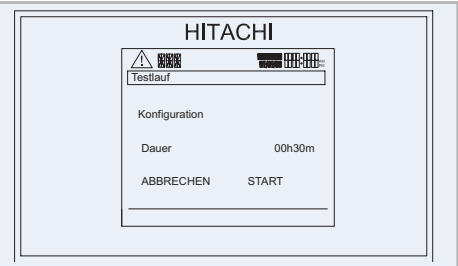 HITACHI
Testlauf
Konfiguration
Dauer 00h30m
ABBRECHEN START